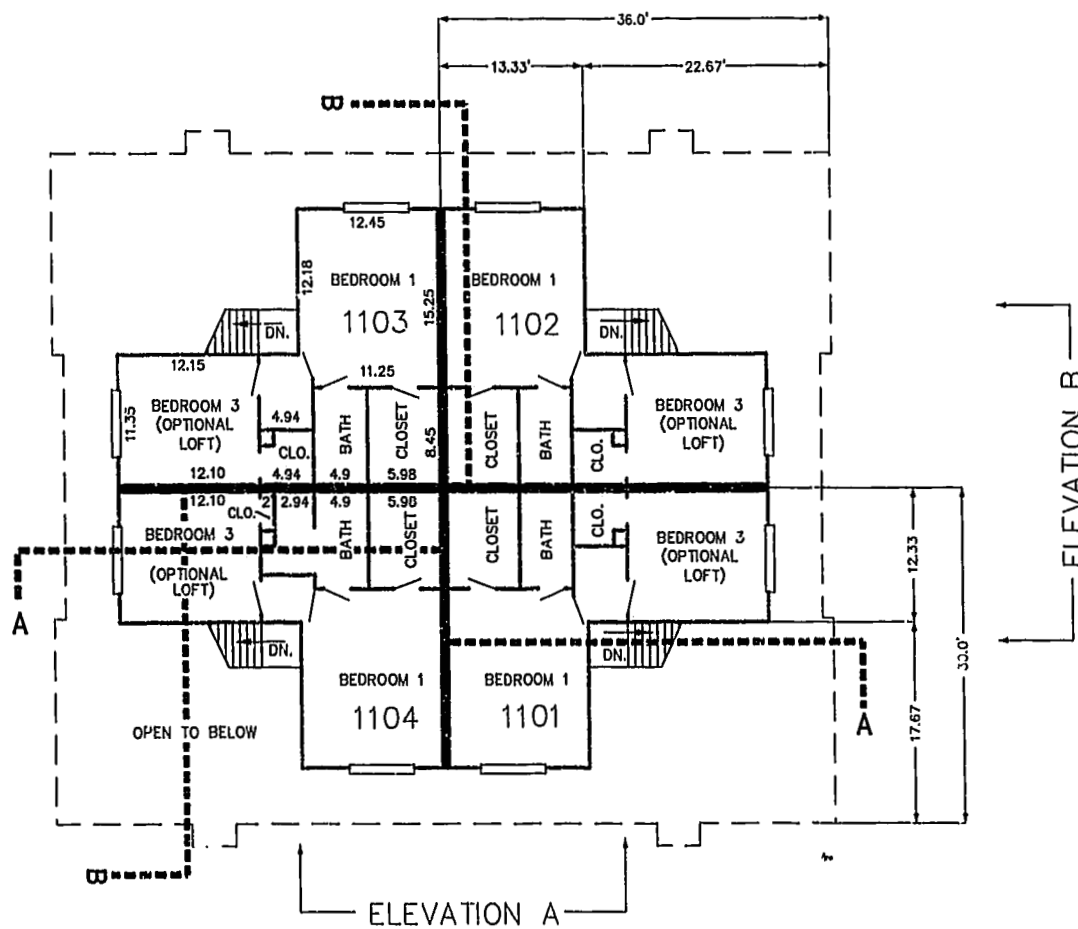 36.0'
13.33'
22.67'
B
12.45
BEDROOM 1
BEDROOM 1
12.18
15.25
1103
1102
DN.
DN.
12.15
11.25
BEDROOM 3
(OPTIONAL
LOFT)
11.35
4.94
CLO.
BATH
CLOSET
8.45
CLOSET
BATH
CLO.
BEDROOM 3
(OPTIONAL
LOFT)
12.10
4.94
4.9
5.98
12.10
2
2.94
4.9
5.98
CLO.
BEDROOM 3
(OPTIONAL
LOFT)
BATH
CLOSET
CLOSET
BATH
CLO.
BEDROOM 3
(OPTIONAL
LOFT)
12.33
A
DN.
DN.
BEDROOM 1
BEDROOM 1
1104
1101
A
17.67
OPEN TO BELOW
B
ELEVATION A
ELEVATION B